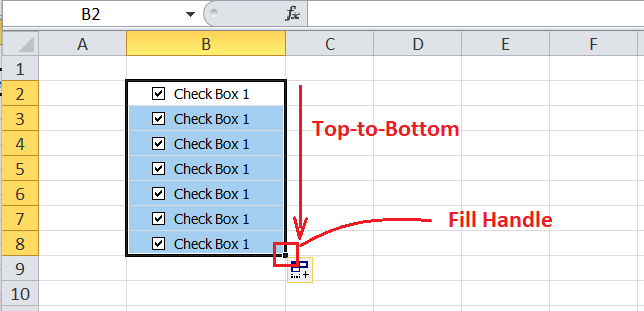 B2 fx
A B C D E F
1
2 Check Box 1
3 Check Box 1 Top-to-Bottom
4 Check Box 1
5 Check Box 1
6 Check Box 1
7 Check Box 1 Fill Handle
8 Check Box 1
9
10